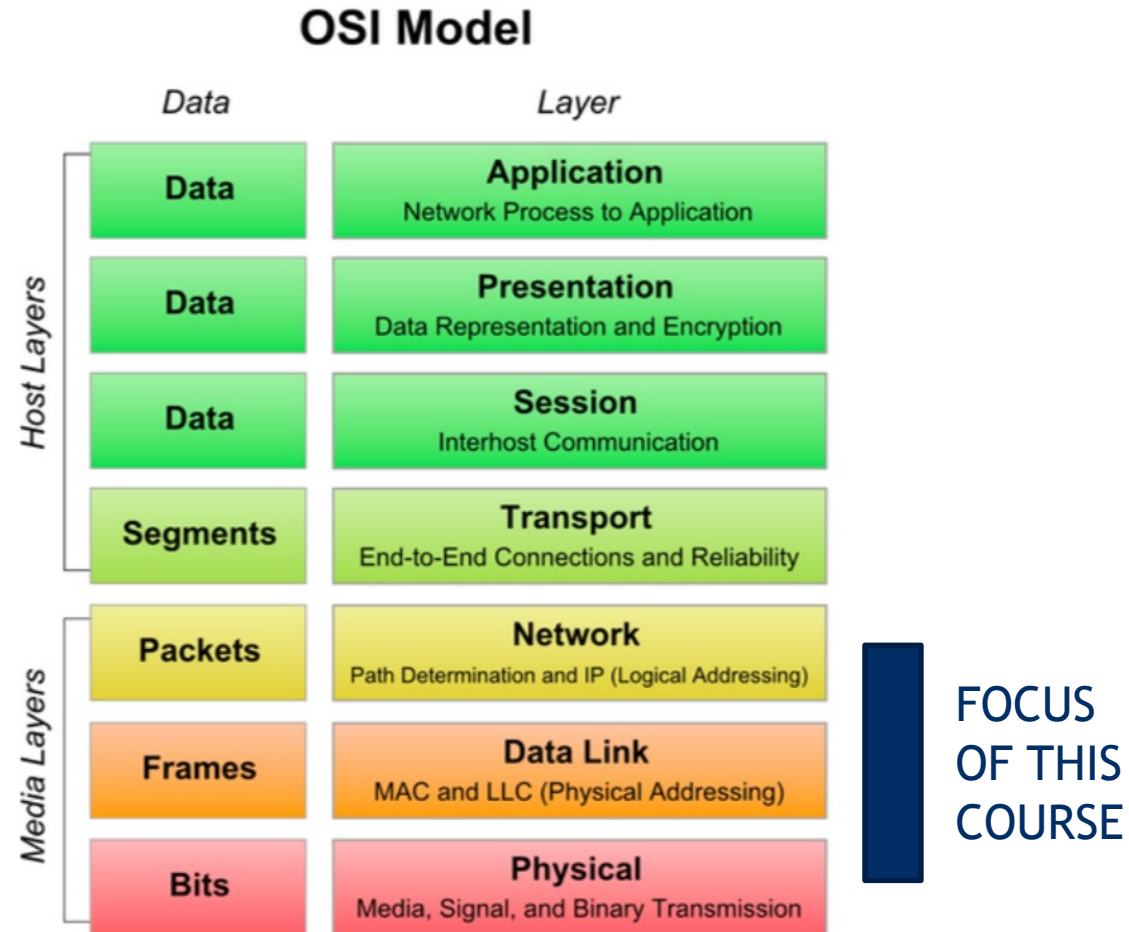 OSI Model
Data
Layer
Host Layers
Data
Application
Network Process to Application
Data
Presentation
Data Representation and Encryption
Data
Session
Interhost Communication
Segments
Transport
End-to-End Connections and Reliability
Media Layers
Packets
Network
Path Determination and IP (Logical Addressing)
Frames
Data Link
MAC and LLC (Physical Addressing)
Bits
Physical
Media, Signal, and Binary Transmission
FOCUS
OF THIS
COURSE